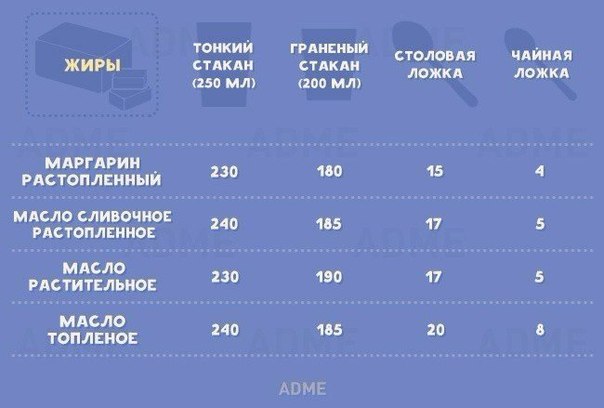 ЖИРЫ
ТОНКИЙ
СТАКАН
(250 МЛ)
ГРАНЕНЫЙ
СТАКАН
(200 МЛ)
СТОЛОВАЯ
ЛОЖКА
ЧАЙНАЯ
ЛОЖКА
МАРГАРИН
РАСТОПЛЕННЫЙ 230 180 15 4
МАСЛО СЛИВОЧНОЕ
РАСТОПЛЕННОЕ 240 185 17 5
МАСЛО
РАСТИТЕЛЬНОЕ 230 190 17 5
МАСЛО
ТОПЛЕНОЕ 240 185 20 8
ADME